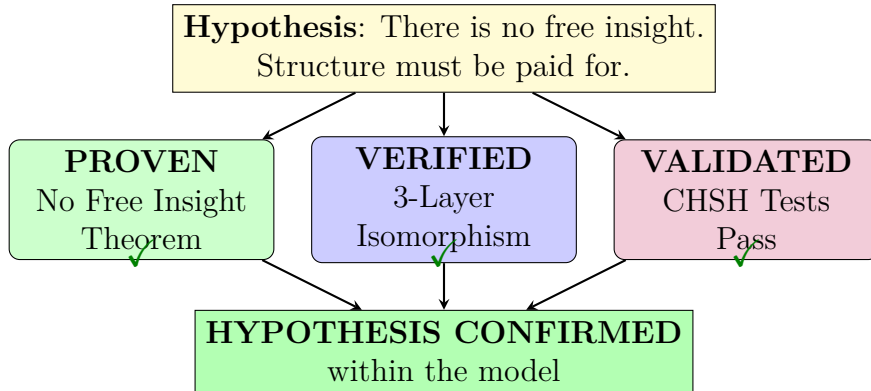 Hypothesis: There is no free insight.
Structure must be paid for.
PROVEN
No Free Insight
Theorem
✓
VERIFIED
3-Layer
Isomorphism
✓
VALIDATED
CHSH Tests
Pass
✓
HYPOTHESIS CONFIRMED
within the model